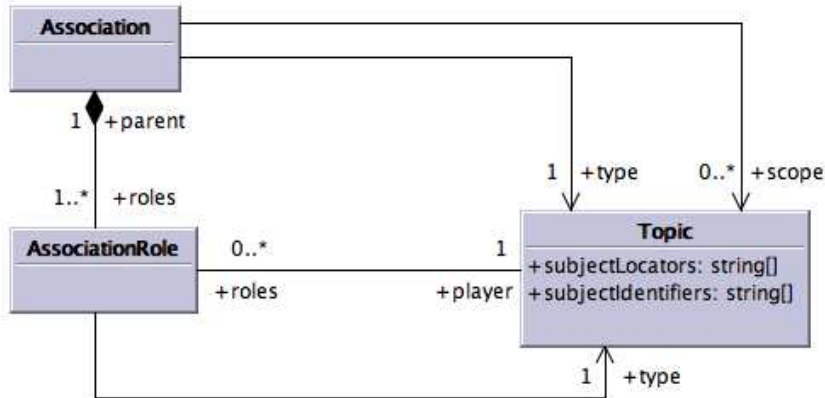 Association
1 +parent
1 +type
0..* +scope
1..* +roles
AssociationRole
0..* 1
+roles +player
Topic
+subjectLocators: string[]
+subjectIdentifiers: string[]
1 +type